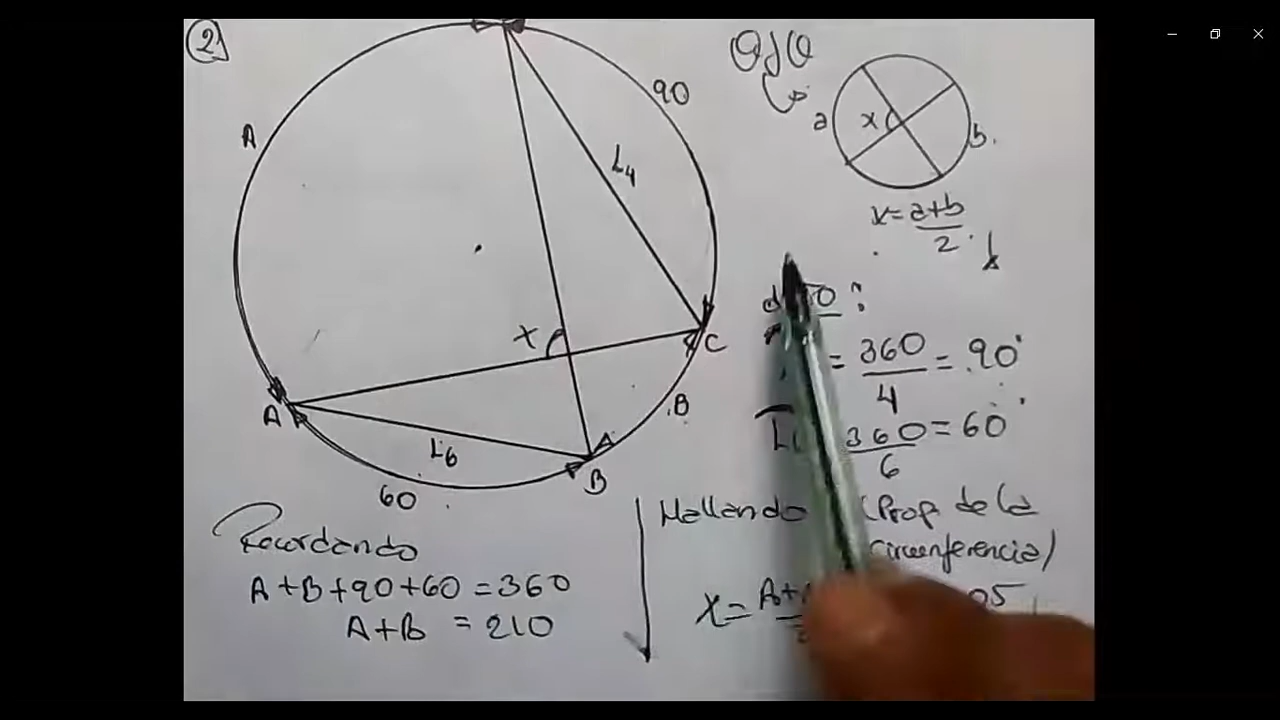 2
A
90
L4
x
A
C
B
L6
B
60
a
x
b
x = a+b
2
= 360 = 90°
4
360 = 60°
6
Recordando
A+B+90+60 = 360
A+B = 210
Hallando (Prop. de la
circunferencia)
x =